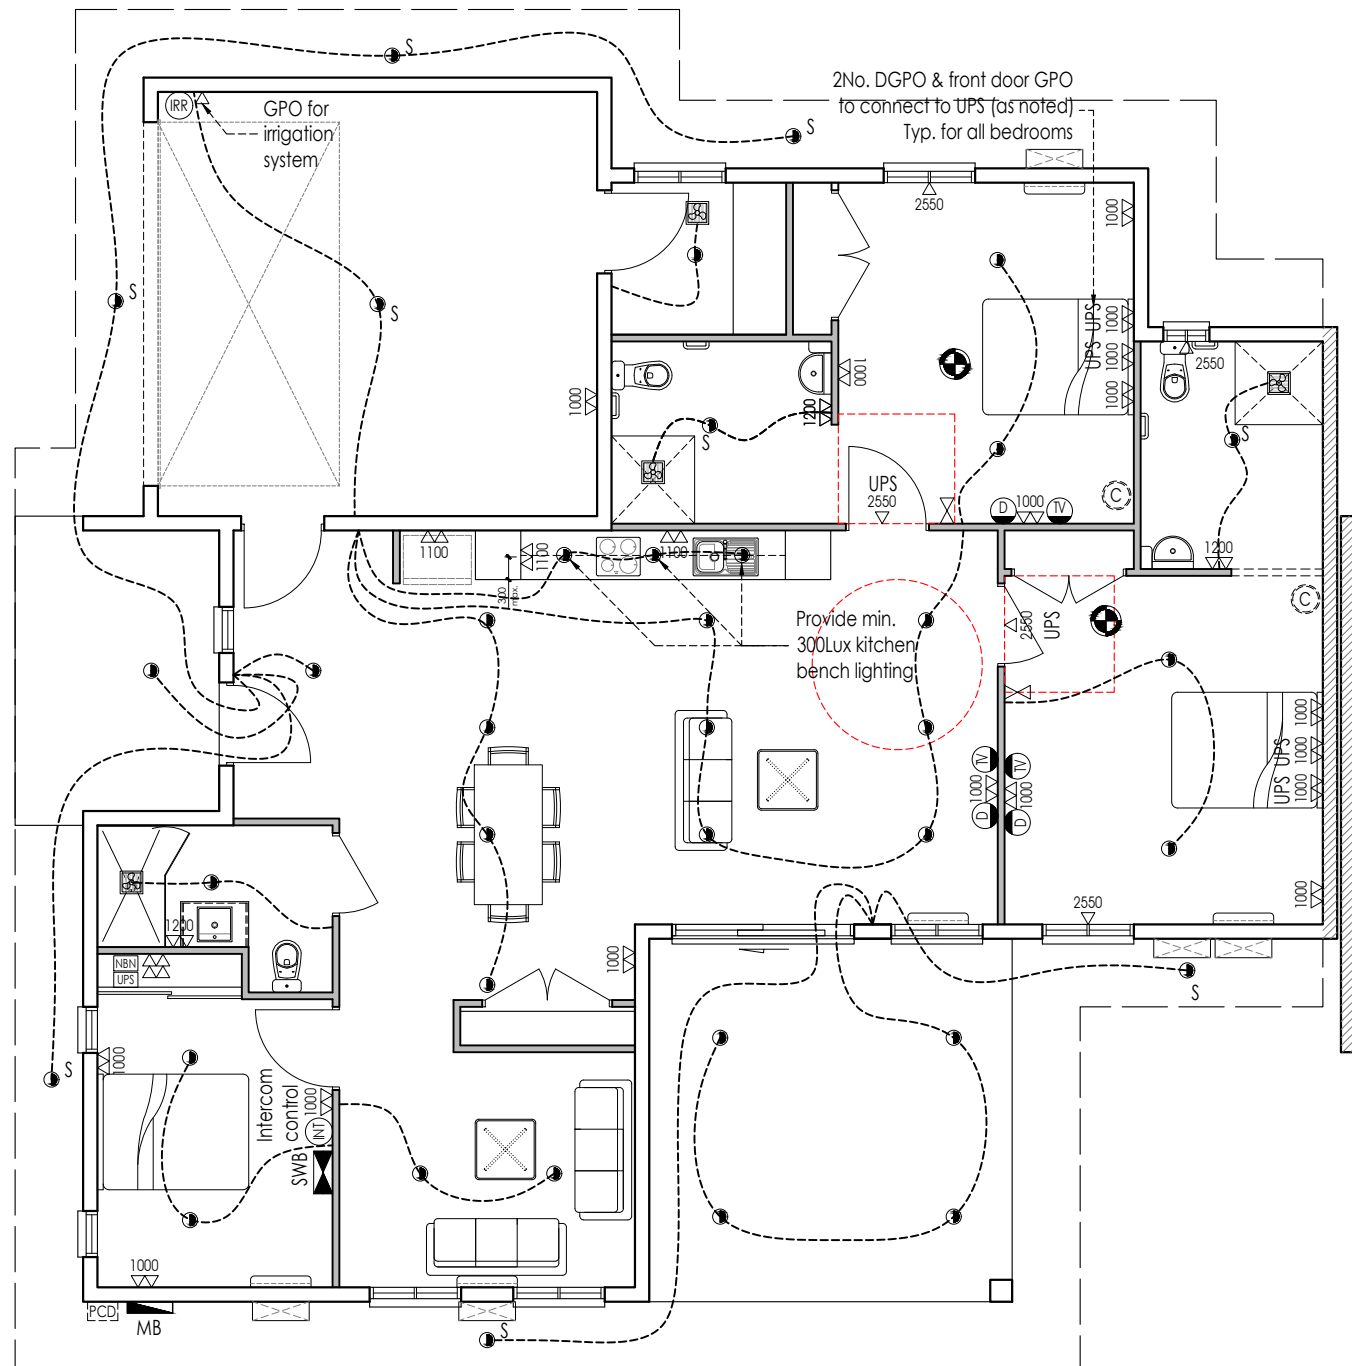 S
2No. DGPO & front door GPO
to connect to UPS (as noted)
Typ. for all bedrooms
S
IRR
GPO for
irrigation
system
2550
1000
S
S
1000
1000
UPS
UPS
1000
1000
1200
S
2550
S
UPS
2550
D
1000
TV
C
1100
1100
1100
300
max.
1200
C
Provide min.
300Lux kitchen
bench lighting
2550
UPS
1000
1000
UPS
UPS
1000
TV
1000
D
TV
1000
D
1000
2550
1200
NBN
UPS
1000
S
S
1000
Intercom
control
1000
INT
SWB
1000
PCD
MB
S